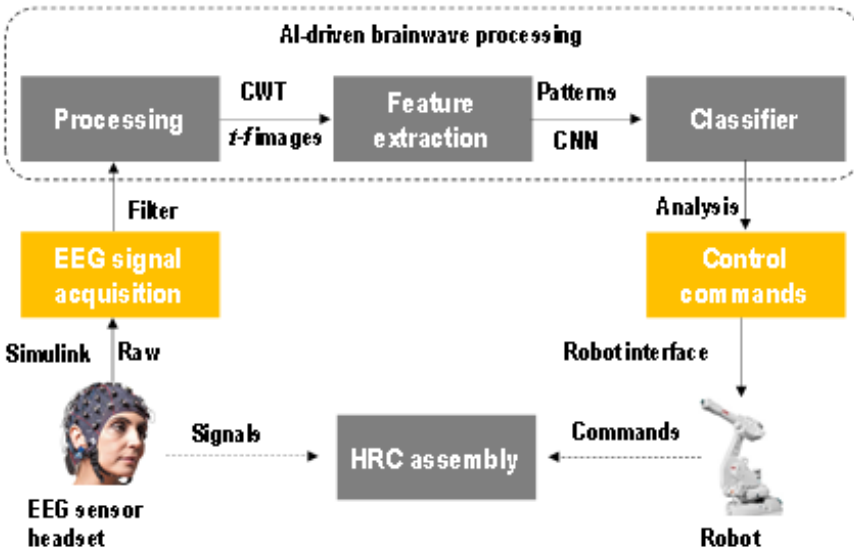 AI-driven brainwave processing
Processing
CWT
t-f images
Feature
extraction
Patterns
CNN
Classifier
Filter
Analysis
EEG signal
acquisition
Control
commands
Simulink
Raw
Robot interface
Signals
HRC assembly
Commands
EEG sensor
headset
Robot